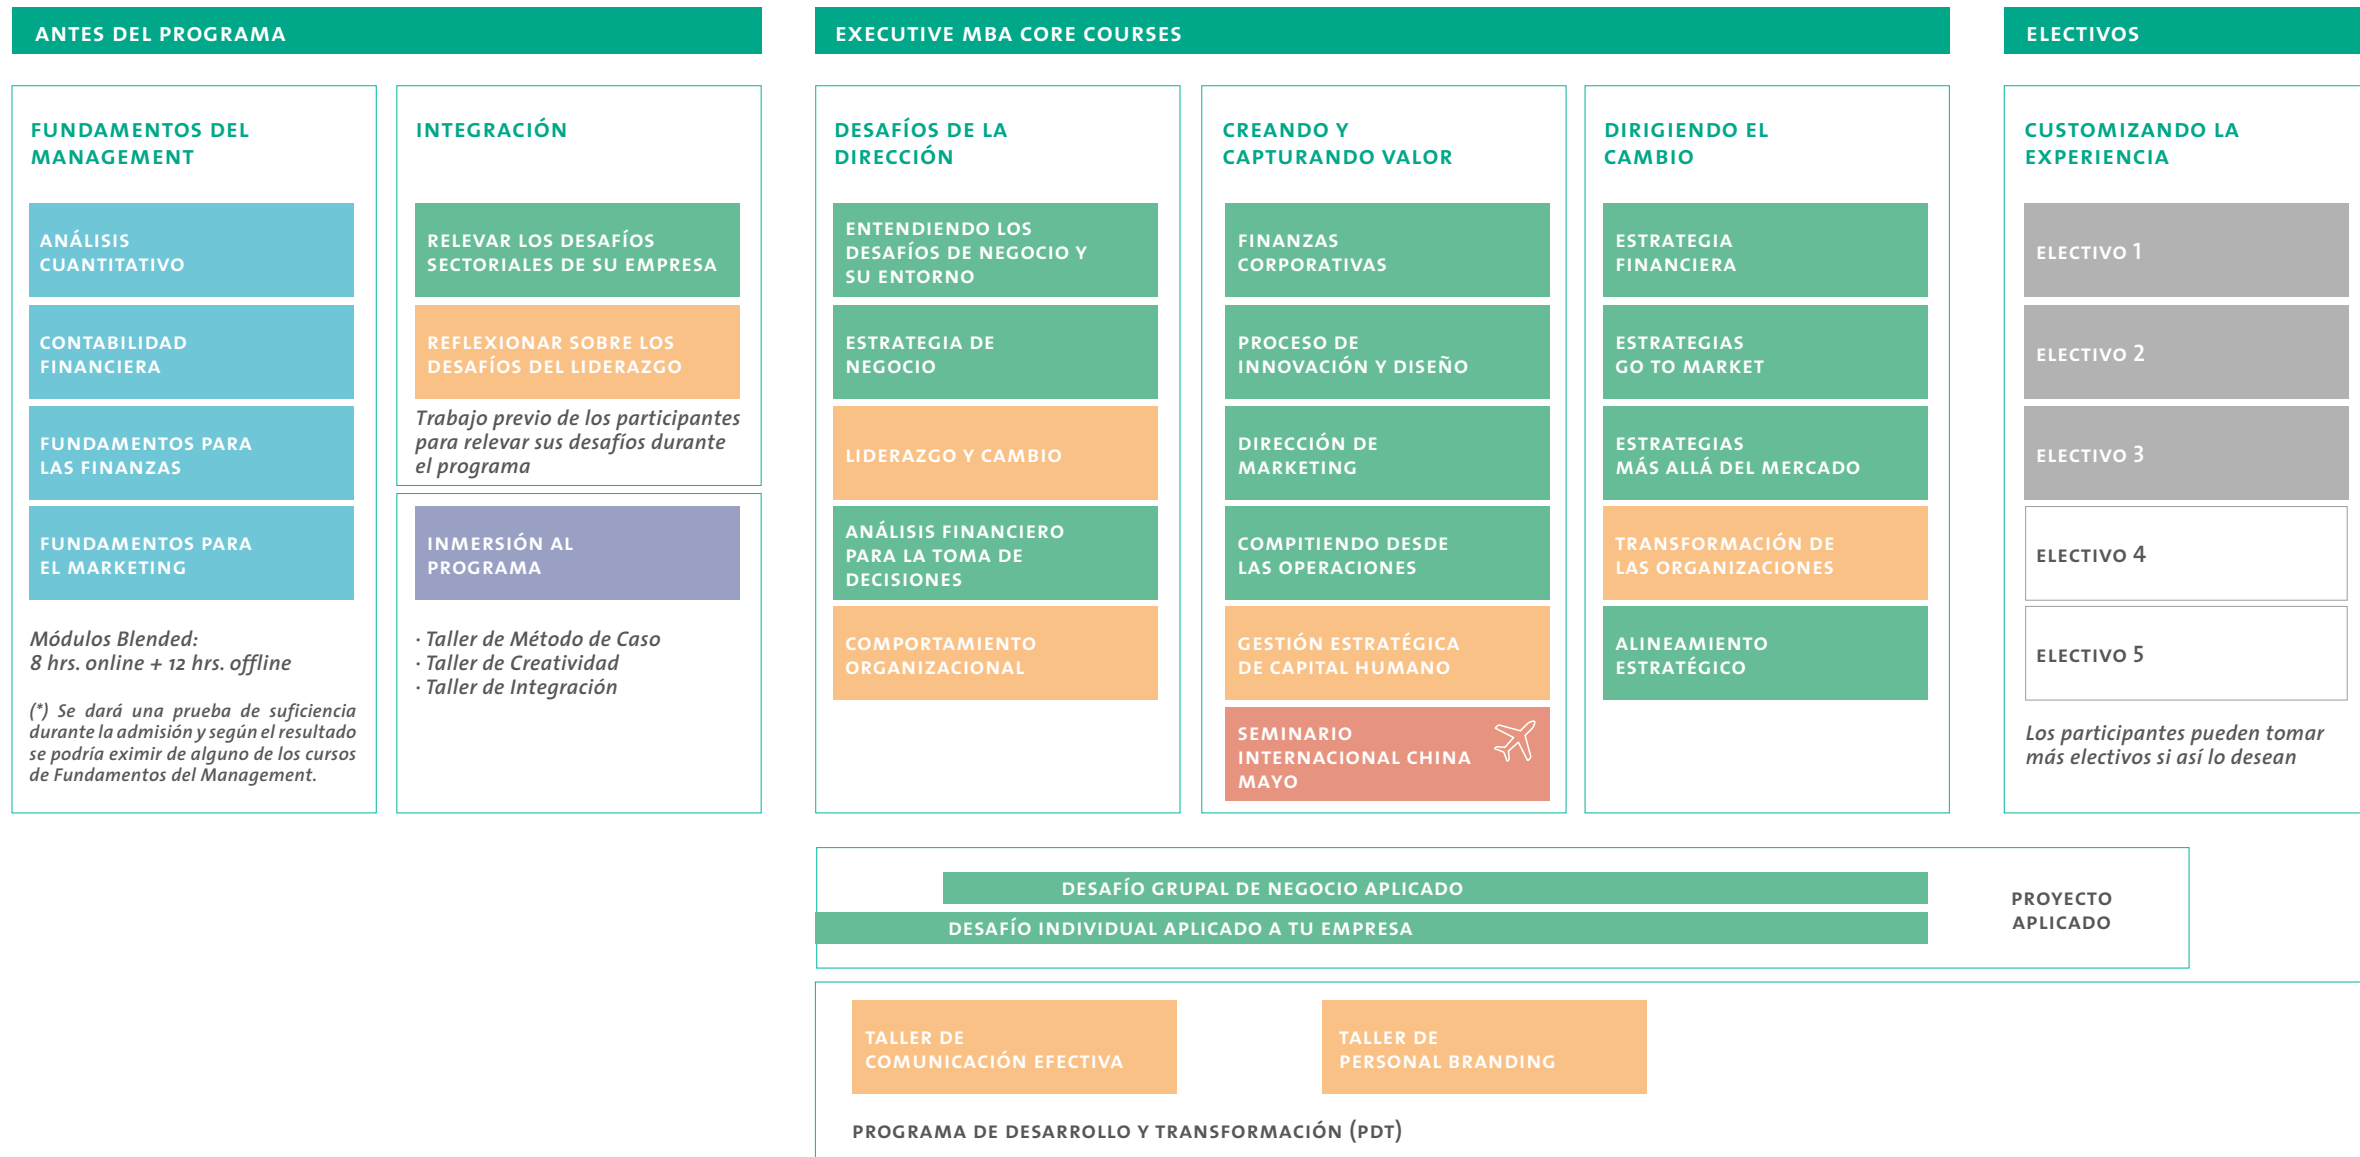 ANTES DEL PROGRAMA
FUNDAMENTOS DEL
MANAGEMENT
ANÁLISIS
CUANTITATIVO
CONTABILIDAD
FINANCIERA
FUNDAMENTOS PARA
LAS FINANZAS
FUNDAMENTOS PARA
EL MARKETING
Módulos Blended:
8 hrs. online + 12 hrs. offline
(*) Se dará una prueba de suficiencia
durante la admisión y según el resultado
se podría eximir de alguno de los cursos
de Fundamentos del Management.
INTEGRACIÓN
RELEVAR LOS DESAFÍOS
SECTORIALES DE SU EMPRESA
REFLEXIONAR SOBRE LOS
DESAFÍOS DEL LIDERAZGO
Trabajo previo de los participantes
para relevar sus desafíos durante
el programa
INMERSIÓN AL
PROGRAMA
· Taller de Método de Caso
· Taller de Creatividad
· Taller de Integración
EXECUTIVE MBA CORE COURSES
DESAFÍOS DE LA
DIRECCIÓN
ENTENDIENDO LOS
DESAFÍOS DE NEGOCIO Y
SU ENTORNO
ESTRATEGIA DE
NEGOCIO
LIDERAZGO Y CAMBIO
ANÁLISIS FINANCIERO
PARA LA TOMA DE
DECISIONES
COMPORTAMIENTO
ORGANIZACIONAL
CREANDO Y
CAPTURANDO VALOR
FINANZAS
CORPORATIVAS
PROCESO DE
INNOVACIÓN Y DISEÑO
DIRECCIÓN DE
MARKETING
COMPITIENDO DESDE
LAS OPERACIONES
GESTIÓN ESTRATÉGICA
DE CAPITAL HUMANO
SEMINARIO
INTERNACIONAL CHINA
MAYO
DIRIGIENDO EL
CAMBIO
ESTRATEGIA
FINANCIERA
ESTRATEGIAS
GO TO MARKET
ESTRATEGIAS
MÁS ALLÁ DEL MERCADO
TRANSFORMACIÓN DE
LAS ORGANIZACIONES
ALINEAMIENTO
ESTRATÉGICO
ELECTIVOS
CUSTOMIZANDO LA
EXPERIENCIA
ELECTIVO 1
ELECTIVO 2
ELECTIVO 3
ELECTIVO 4
ELECTIVO 5
Los participantes pueden tomar
más electivos si así lo desean
DESAFÍO GRUPAL DE NEGOCIO APLICADO
DESAFÍO INDIVIDUAL APLICADO A TU EMPRESA
PROYECTO
APLICADO
TALLER DE
COMUNICACIÓN EFECTIVA
TALLER DE
PERSONAL BRANDING
PROGRAMA DE DESARROLLO Y TRANSFORMACIÓN (PDT)